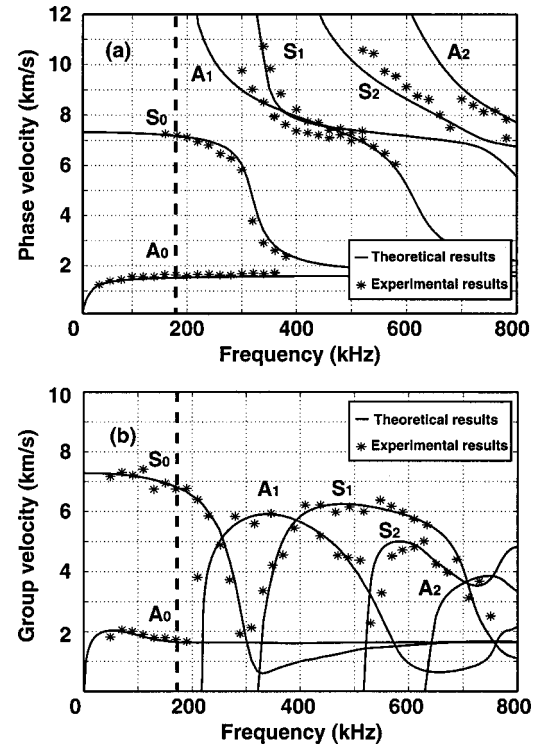 12
10
8
6
4
2
0
200
400
600
800
(a)
A1
S1
S2
A2
S0
A0
Theoretical results
Experimental results
Phase velocity (km/s)
Frequency (kHz)
10
8
6
4
2
0
200
400
600
800
(b)
S0
A1
S1
S2
A2
A0
Theoretical results
Experimental results
Group velocity (km/s)
Frequency (kHz)